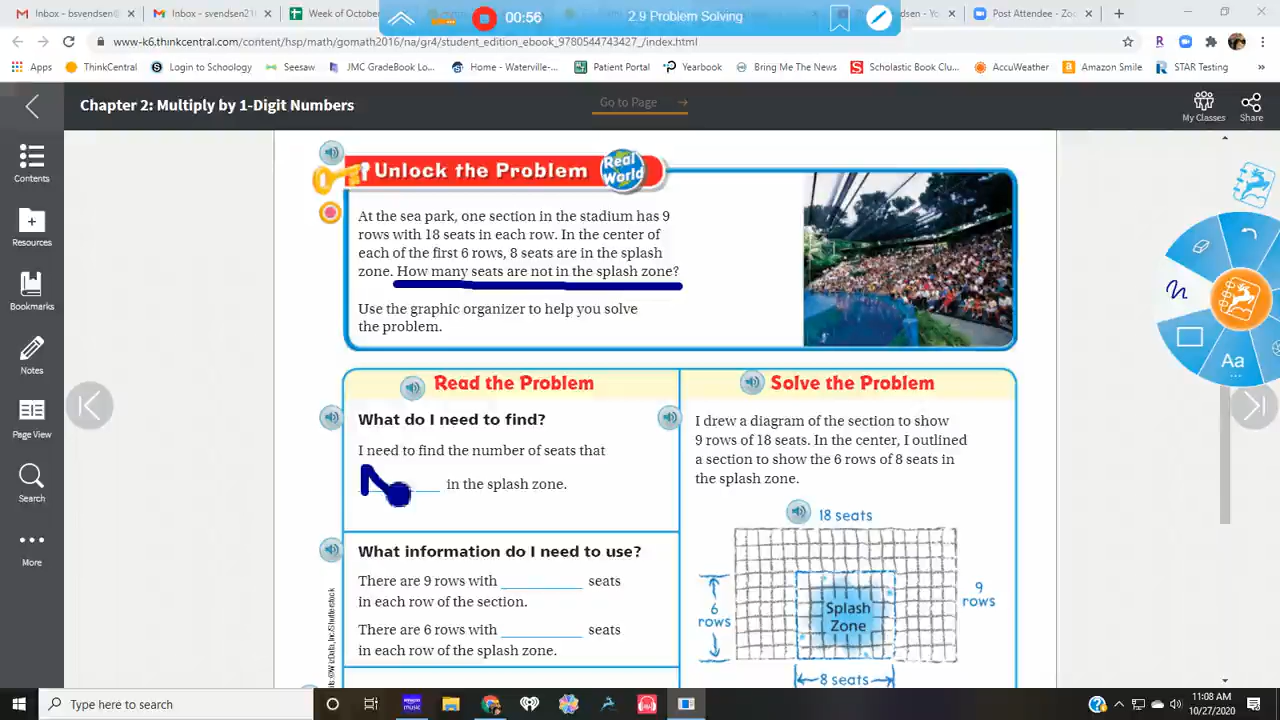 Inbox - bvsendsen@
Inbox - svendsen21
Week of October
00:56
2.9 Problem Solving
Post Attendee - Zoo
www-k6.thinkcentral.com/content/hsp/math/gomath2016/na/gr4/student_edition_ebook_9780544743427_/index.html
Apps
ThinkCentral
Login to Schoology
Seesaw
JMC GradeBook Lo...
Home - Waterville-...
Patient Portal
Yearbook
Bring Me The News
Scholastic Book Clu...
AccuWeather
Amazon Smile
STAR Testing
»
Chapter 2: Multiply by 1-Digit Numbers
Go to Page
My Classes
Share
Contents
Resources
Bookmarks
Notes
Page View
Search
More
Unlock the Problem
Real World
At the sea park, one section in the stadium has 9
rows with 18 seats in each row. In the center of
each of the first 6 rows, 8 seats are in the splash
zone. How many seats are not in the splash zone?
Use the graphic organizer to help you solve
the problem.
Read the Problem
What do I need to find?
I need to find the number of seats that
in the splash zone.
What information do I need to use?
There are 9 rows with __________ seats
in each row of the section.
There are 6 rows with __________ seats
in each row of the splash zone.
Solve the Problem
I drew a diagram of the section to show
9 rows of 18 seats. In the center, I outlined
a section to show the 6 rows of 8 seats in
the splash zone.
18 seats
6
rows
Splash
Zone
9
rows
8 seats
Aa
Type here to search
11:08 AM
10/27/2020